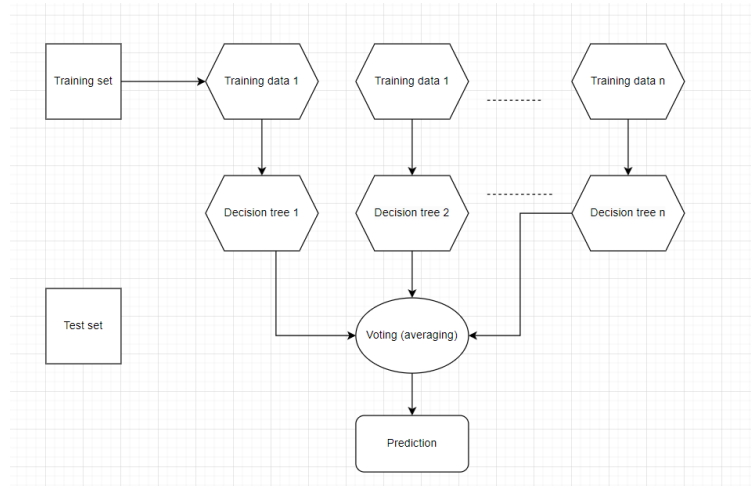 Training set
Training data 1
Training data 1
Training data n
Decision tree 1
Decision tree 2
Decision tree n
Test set
Voting (averaging)
Prediction